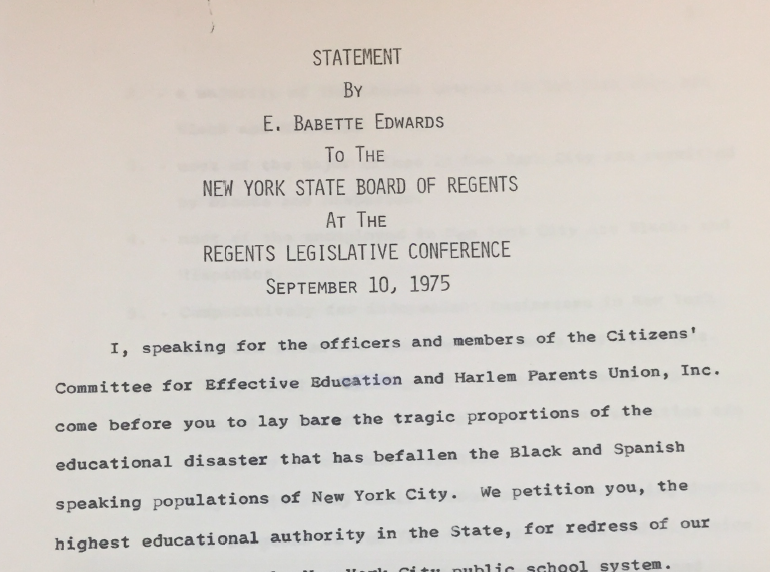 STATEMENT
BY
E. BABETTE EDWARDS
TO THE
NEW YORK STATE BOARD OF REGENTS
AT THE
REGENTS LEGISLATIVE CONFERENCE
SEPTEMBER 10, 1975
I, speaking for the officers and members of the Citizens'
Committee for Effective Education and Harlem Parents Union, Inc.
come before you to lay bare the tragic proportions of the
educational disaster that has befallen the Black and Spanish
speaking populations of New York City. We petition you, the
highest educational authority in the State, for redress of our
New York City public school system.